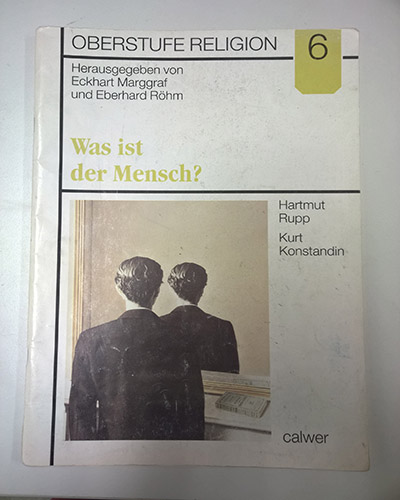 OBERSTUFE RELIGION 6
Herausgegeben von
Eckhart Marggraf
und Eberhard Röhm
Was ist
der Mensch?
Hartmut
Rupp
Kurt
Konstandin
calwer